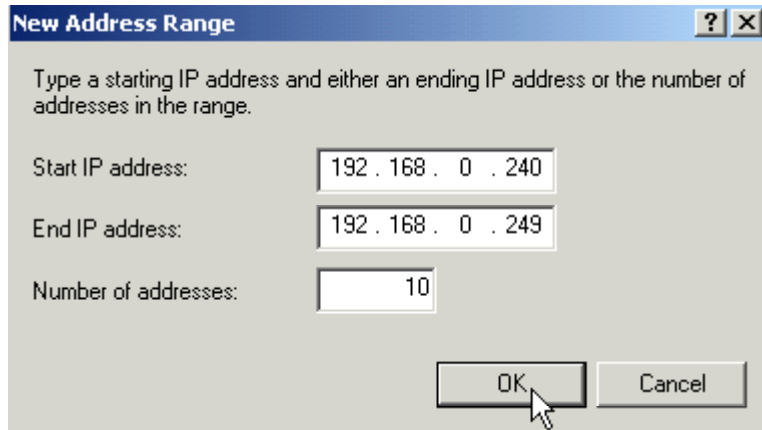 New Address Range
Type a starting IP address and either an ending IP address or the number of
addresses in the range.
Start IP address: 192 . 168 . 0 . 240
End IP address: 192 . 168 . 0 . 249
Number of addresses: 10
OK Cancel